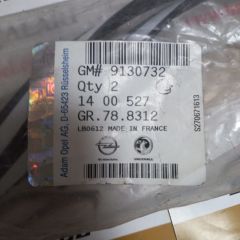 GM# 9130732
Qty 2
14 00 527
GR.78.8312
LB0612 MADE IN FRANCE
Adam Opel AG, D-65423 Rüsselsheim
S270671613